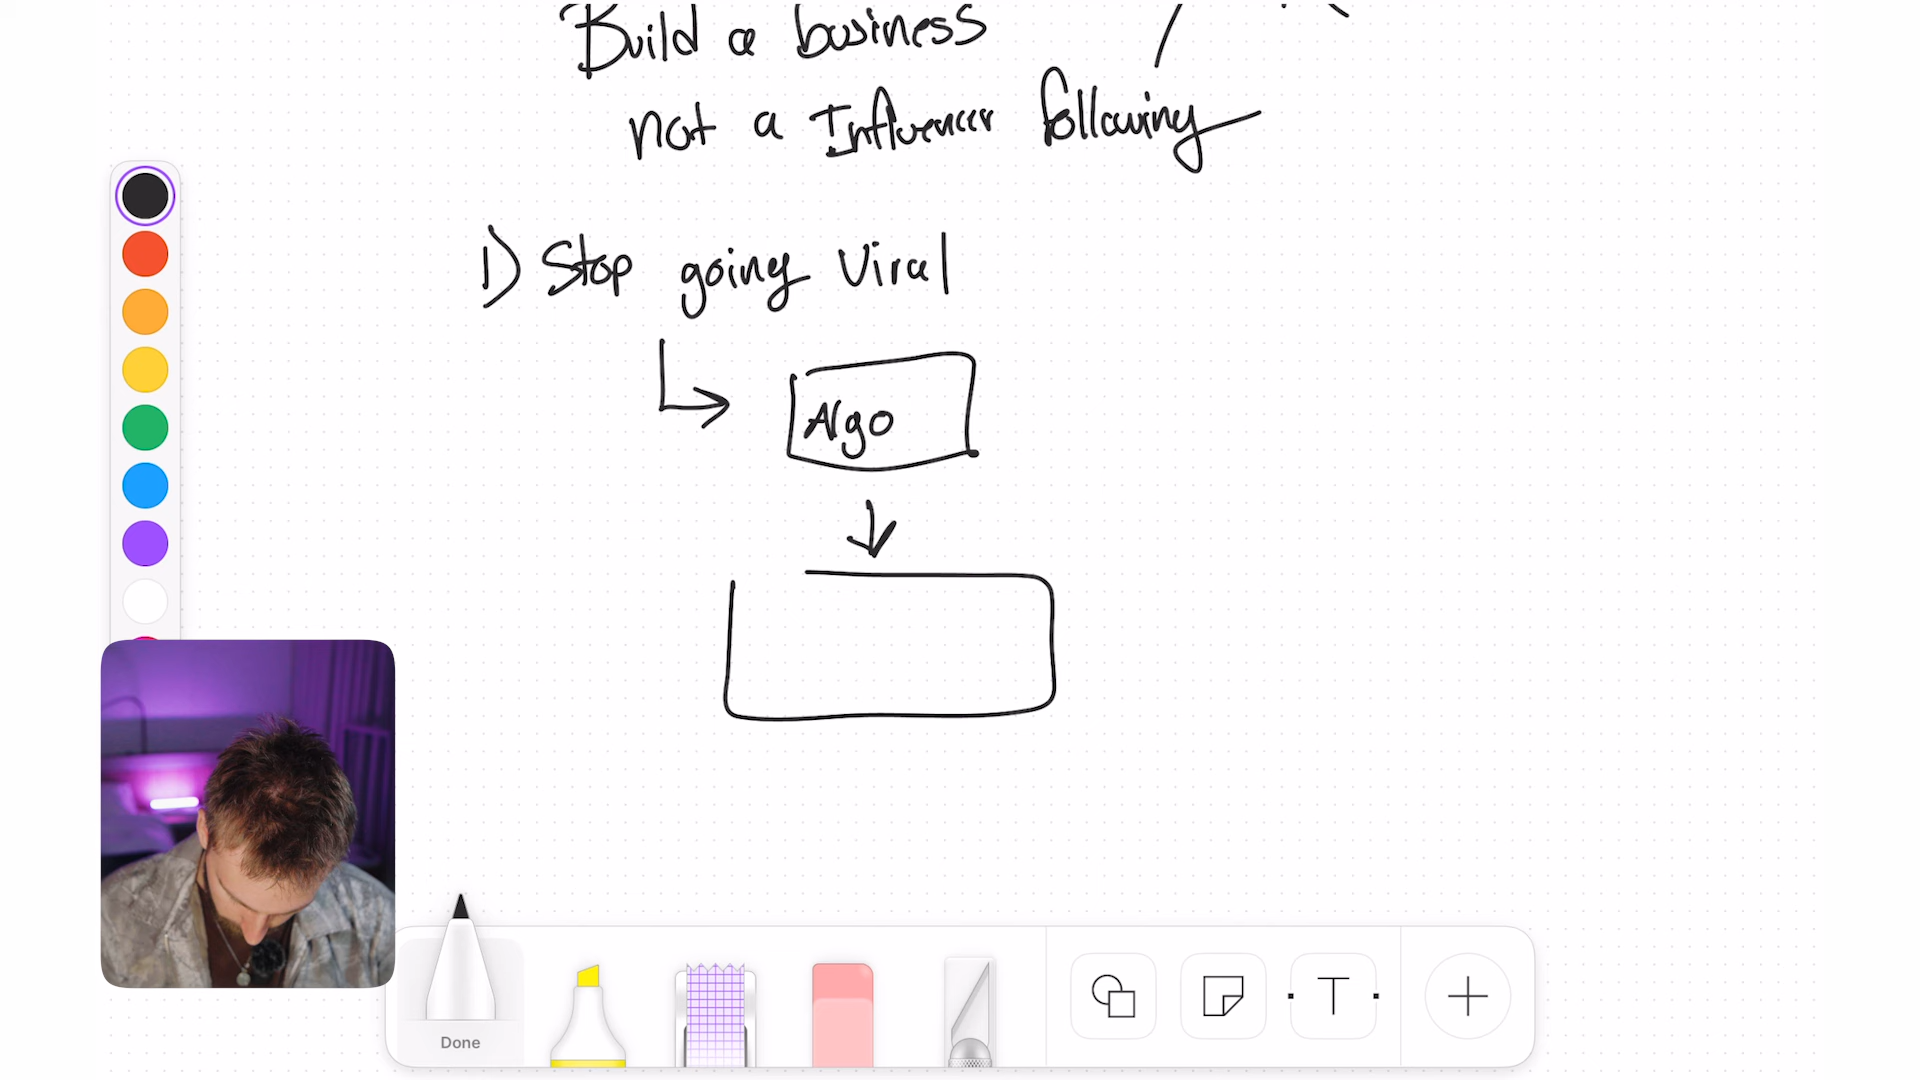 Build a business
not a Influencer following
1) Stop going Viral
Algo
Done
T